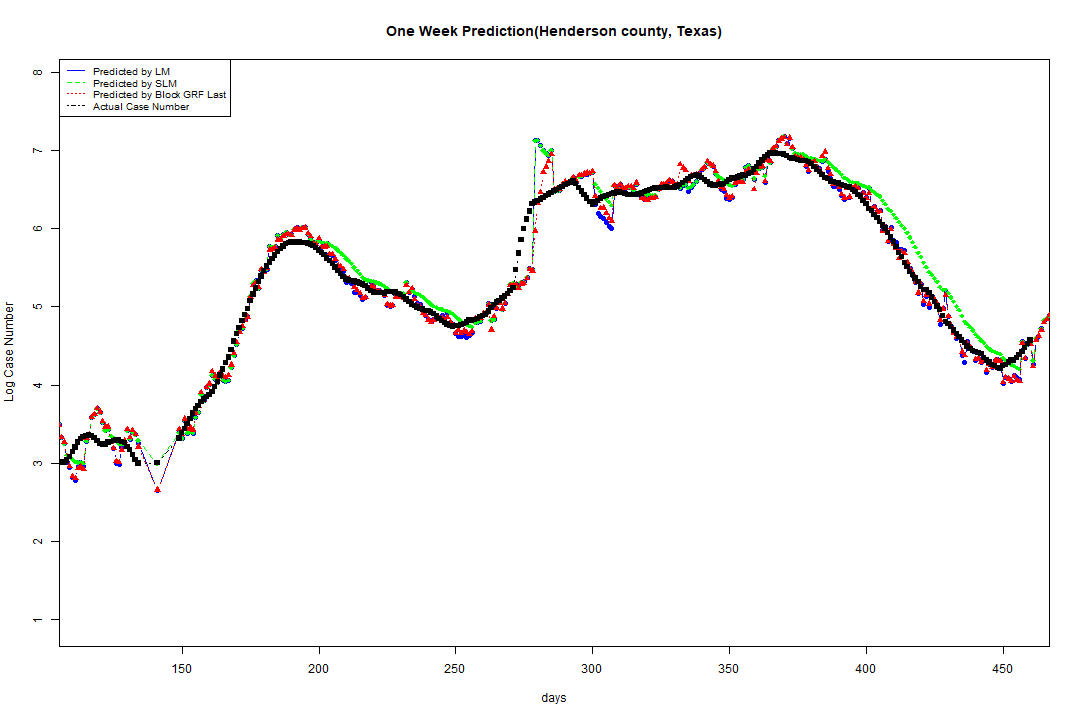 One Week Prediction(Henderson county, Texas)
Predicted by LM
Predicted by SLM
Predicted by Block GRF Last
Actual Case Number
8
7
6
5
4
3
2
1
Log Case Number
150 200 250 300 350 400 450
days